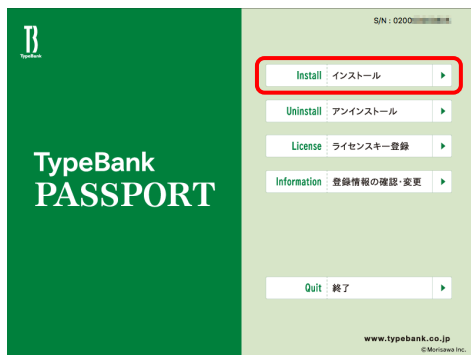 S/N : 0200
TB
TypeBank
Install インストール
Uninstall アンインストール
License ライセンスキー登録
Information 登録情報の確認・変更
TypeBank
PASSPORT
Quit 終了
www.typebank.co.jp
©Morisawa Inc.